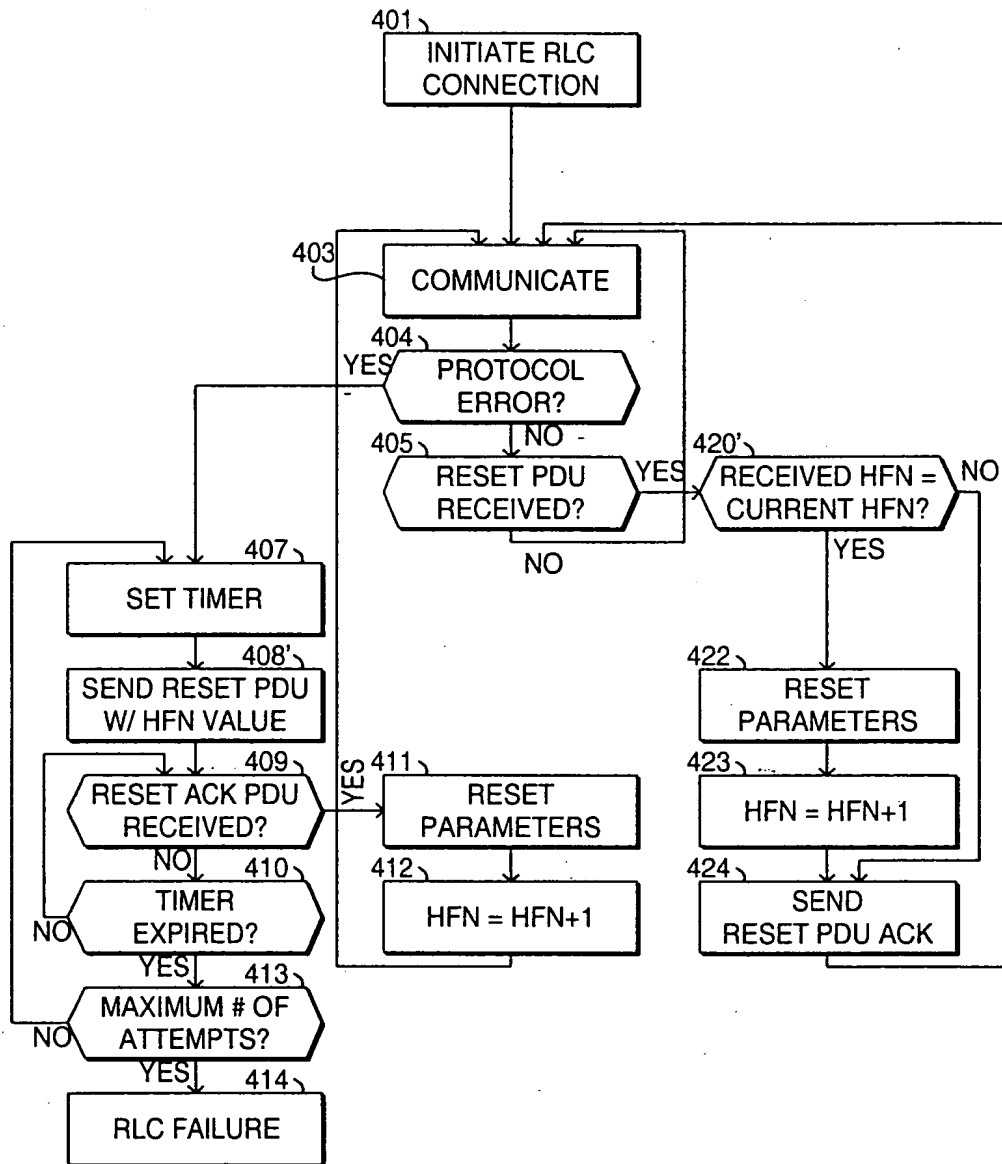 401
INITIATE RLC
CONNECTION
403
COMMUNICATE
404
YES
PROTOCOL
ERROR?
NO
405
RESET PDU
RECEIVED?
YES
NO
420'
RECEIVED HFN =
CURRENT HFN?
NO
YES
407
SET TIMER
408'
SEND RESET PDU
W/ HFN VALUE
409
RESET ACK PDU
RECEIVED?
YES
NO
411
RESET
PARAMETERS
422
RESET
PARAMETERS
410
TIMER
EXPIRED?
NO
YES
412
HFN = HFN+1
423
HFN = HFN+1
424
SEND
RESET PDU ACK
413
MAXIMUM # OF
ATTEMPTS?
NO
YES
414
RLC FAILURE